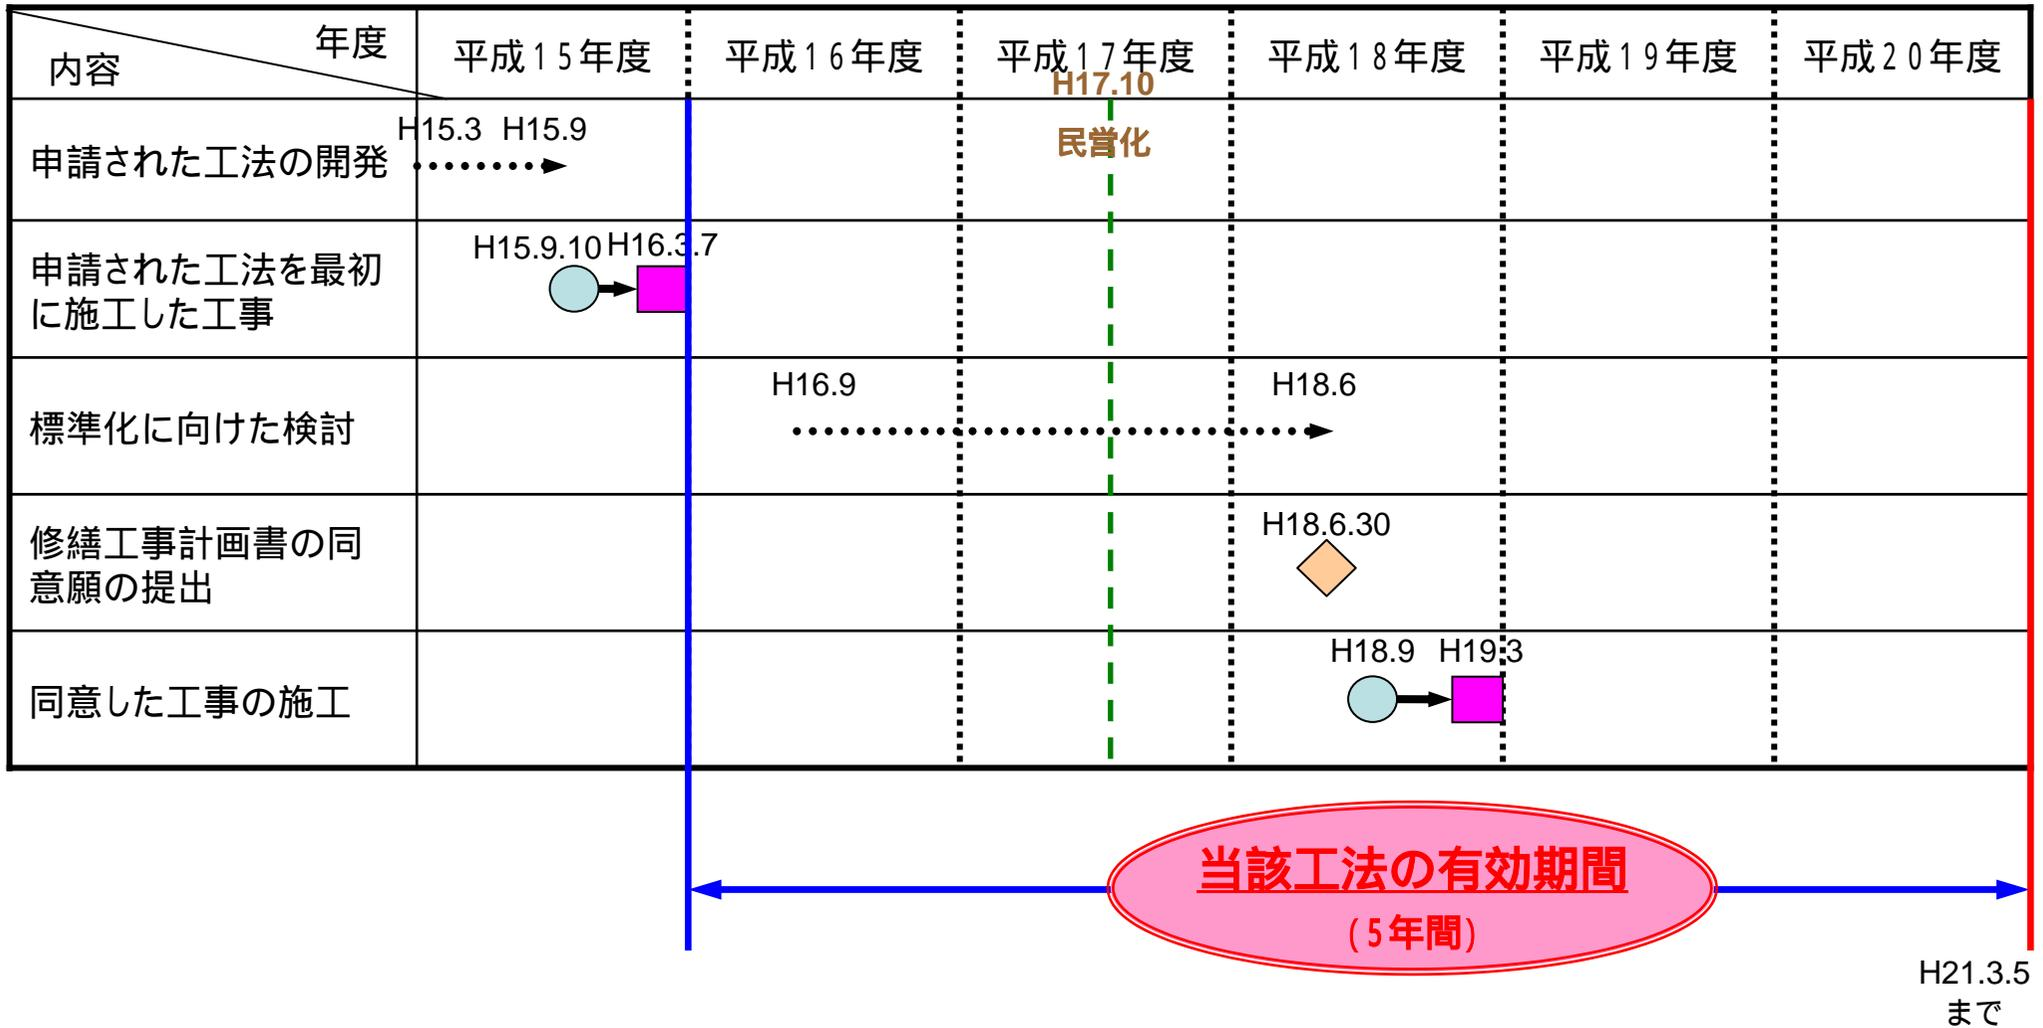 年度
内容
平成15年度
平成16年度
平成17年度
平成18年度
平成19年度
平成20年度
H17.10
民営化
申請された工法の開発
H15.3 H15.9
申請された工法を最初
に施工した工事
H15.9.10 H16.3.7
標準化に向けた検討
H16.9
H18.6
修繕工事計画書の同
意願の提出
H18.6.30
同意した工事の施工
H18.9 H19.3
当該工法の有効期間
(5年間)
H21.3.5
まで